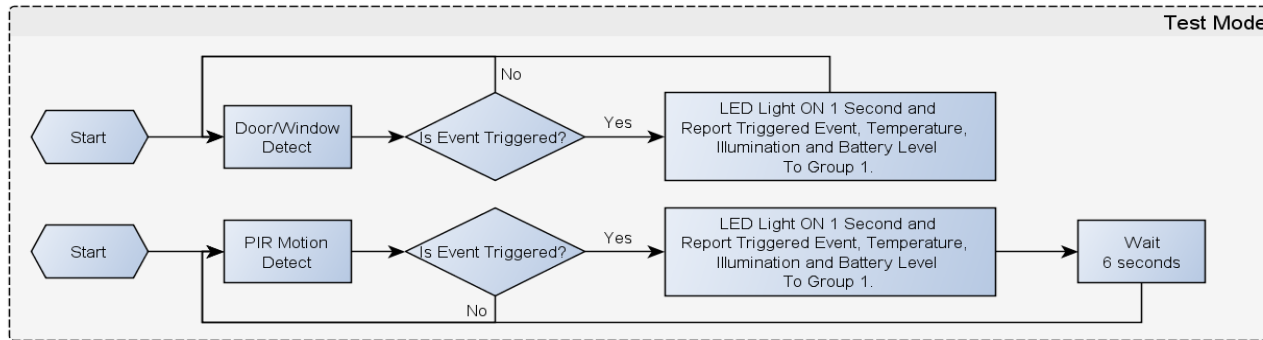 Test Mode
No
Start
Door/Window
Detect
Is Event Triggered?
Yes
LED Light ON 1 Second and
Report Triggered Event, Temperature,
Illumination and Battery Level
To Group 1.
Start
PIR Motion
Detect
Is Event Triggered?
Yes
LED Light ON 1 Second and
Report Triggered Event, Temperature,
Illumination and Battery Level
To Group 1.
Wait
6 seconds
No